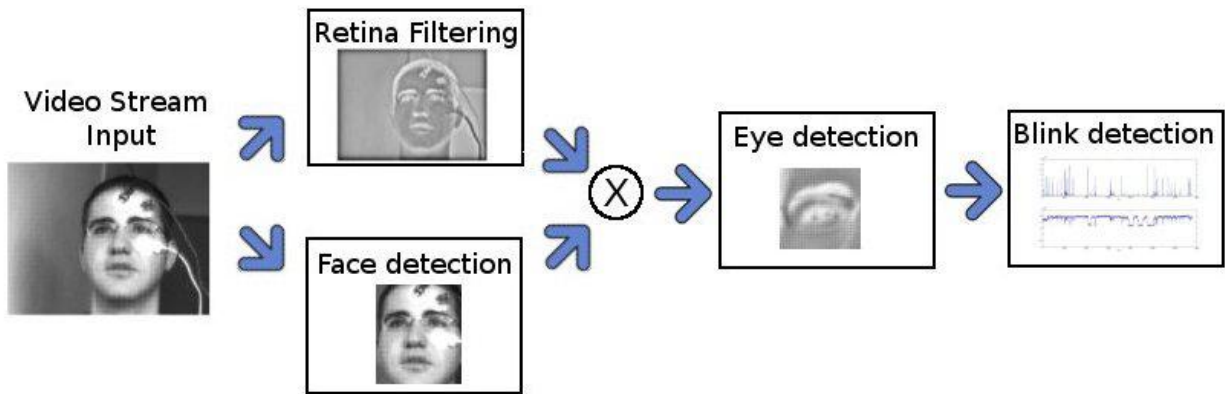 Video Stream
Input
Retina Filtering
Face detection
X
Eye detection
Blink detection